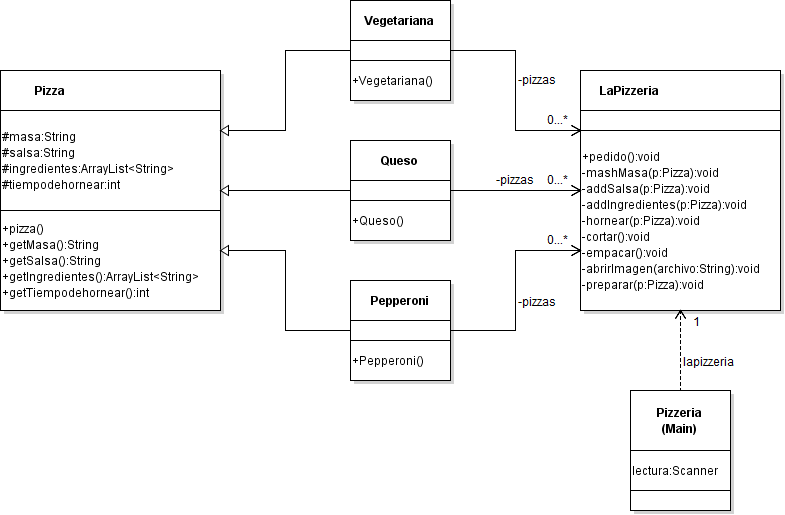 Vegetariana
+Vegetariana()
-pizzas
0...*
Pizza
#masa:String
#salsa:String
#ingredientes:ArrayList<String>
#tiempodehornear:int
+pizza()
+getMasa():String
+getSalsa():String
+getIngredientes():ArrayList<String>
+getTiempodehornear():int
Queso
+Queso()
-pizzas
0...*
Pepperoni
+Pepperoni()
0...*
-pizzas
LaPizzeria
+pedido():void
-mashMasa(p:Pizza):void
-addSalsa(p:Pizza):void
-addIngredientes(p:Pizza):void
-hornear(p:Pizza):void
-cortar():void
-empacar():void
-abrirImagen(archivo:String):void
-preparar(p:Pizza):void
1
lapizzeria
Pizzeria
(Main)
lectura:Scanner